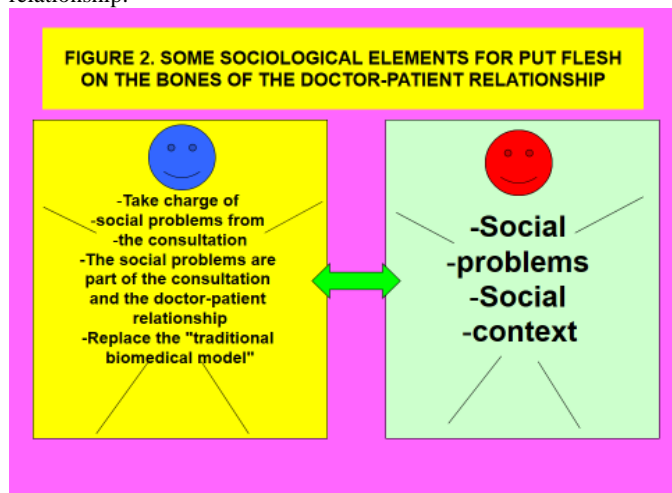 relationship.
FIGURE 2. SOME SOCIOLOGICAL ELEMENTS FOR PUT FLESH
ON THE BONES OF THE DOCTOR-PATIENT RELATIONSHIP
-Take charge of
-social problems from
-the consultation
-The social problems are
part of the consultation
and the doctor-patient
relationship
-Replace the "traditional
biomedical model"
-Social
-problems
-Social
-context